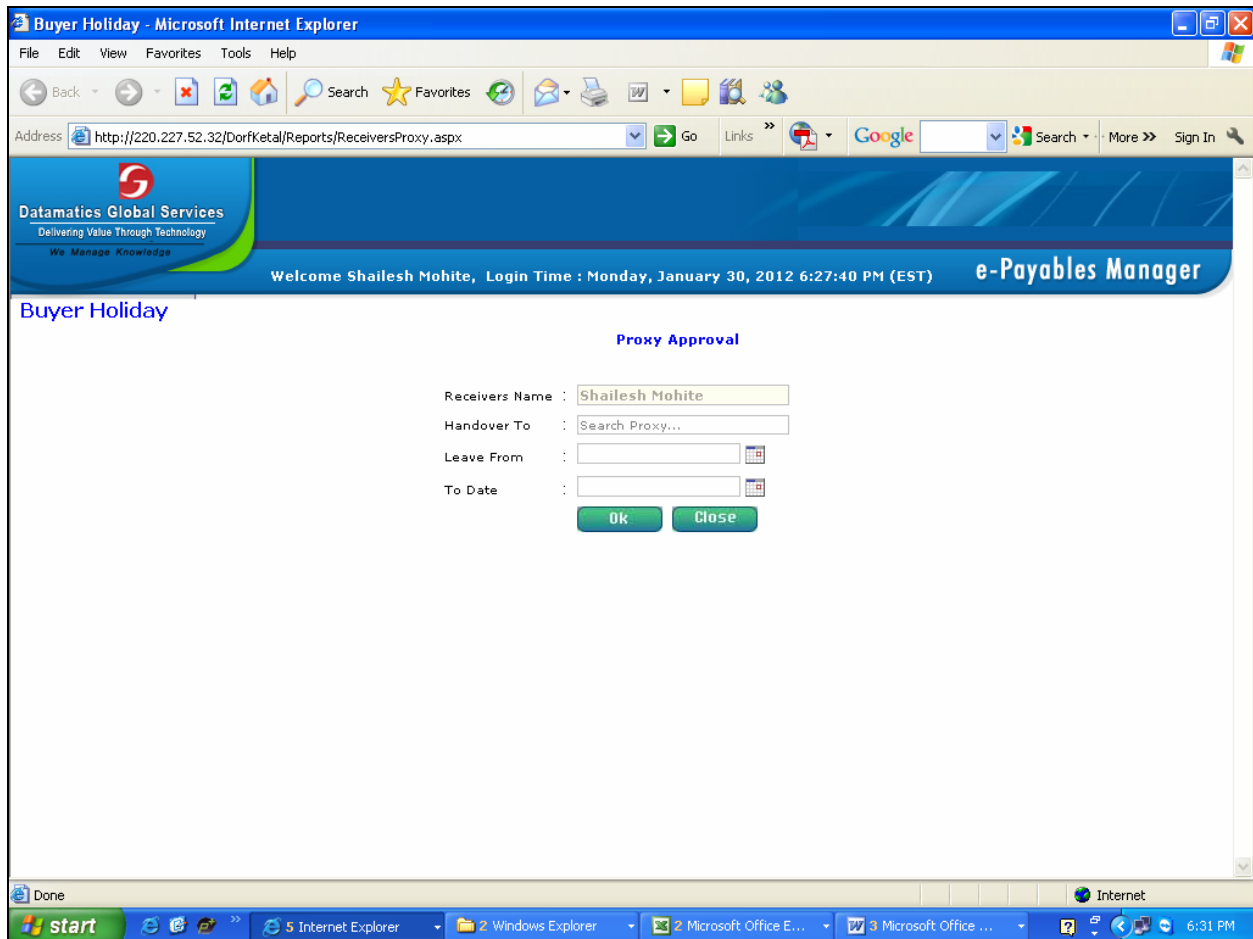 Buyer Holiday - Microsoft Internet Explorer
File Edit View Favorites Tools Help
Back Search Favorites
Address http://220.227.52.32/DorfKetal/Reports/ReceiversProxy.aspx Go Links » Google Search More >> Sign In
Datamatics Global Services
Delivering Value Through Technology
We Manage Knowledge
Welcome Shailesh Mohite, Login Time : Monday, January 30, 2012 6:27:40 PM (EST) e-Payables Manager
Buyer Holiday
Proxy Approval
Receivers Name : Shailesh Mohite
Handover To : Search Proxy...
Leave From :
To Date :
Ok Close
Done Internet
start » 5 Internet Explorer 2 Windows Explorer 2 Microsoft Office E... 3 Microsoft Office ... 6:31 PM